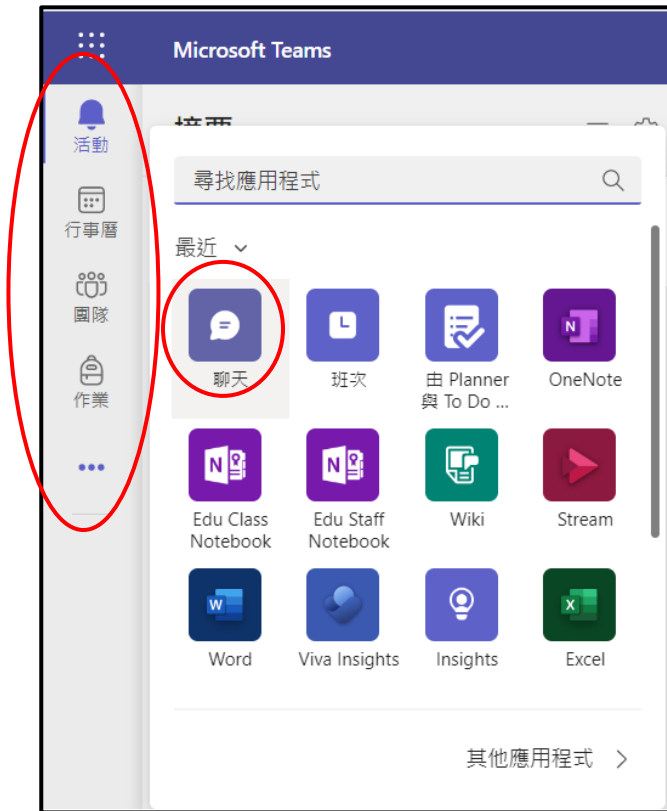 Microsoft Teams
活動
行事曆
團隊
作業
摘要
尋找應用程式
最近
聊天
班次
由 Planner
與 To Do ...
OneNote
Edu Class
Notebook
Edu Staff
Notebook
Wiki
Stream
Word
Viva Insights
Insights
Excel
其他應用程式